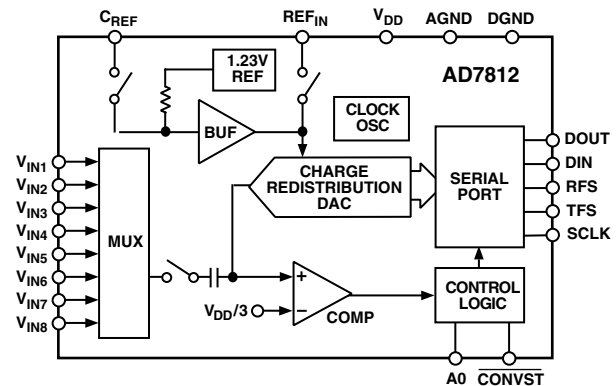 CREF
REFIN
VDD
AGND
DGND
1.23V
REF
AD7812
CLOCK
OSC
BUF
DOUT
DIN
RFS
TFS
SCLK
CHARGE
REDISTRIBUTION
DAC
SERIAL
PORT
VIN1
VIN2
VIN3
VIN4
VIN5
VIN6
VIN7
VIN8
MUX
+
−
VDD/3
COMP
CONTROL
LOGIC
A0
CONVST